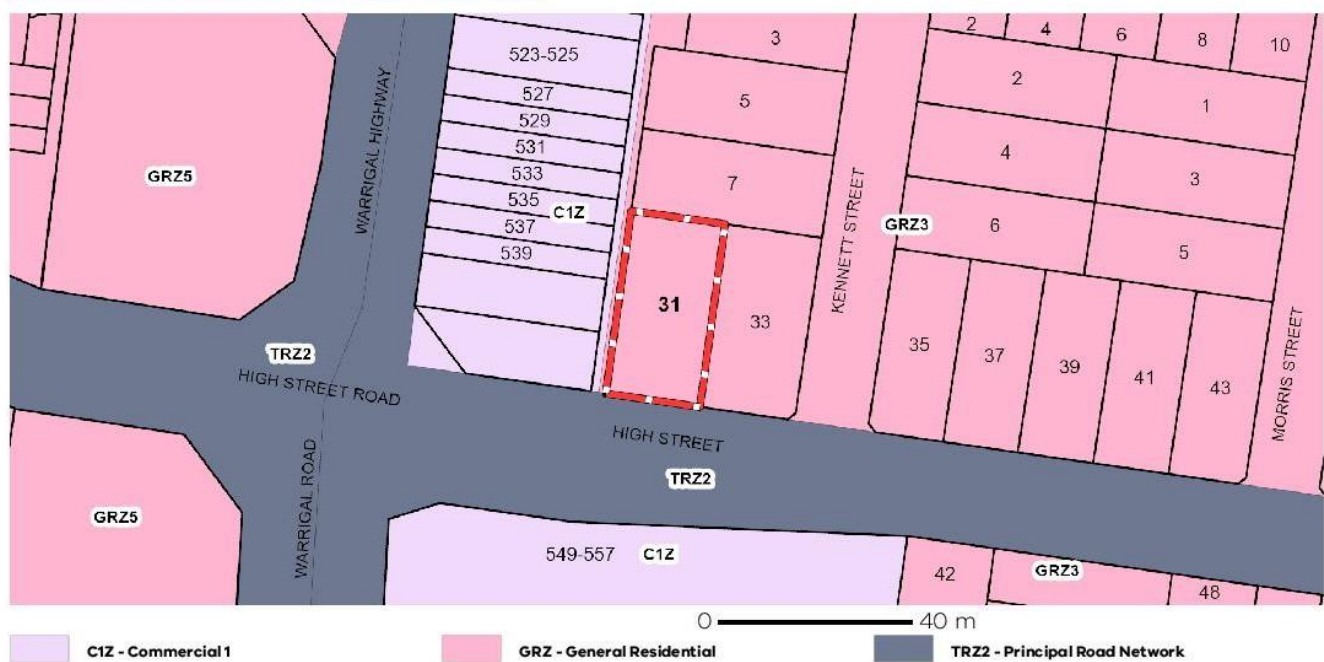 523-525
527
529
531
533
535
537
539
C1Z
WARRIGAL HIGHWAY
GRZ5
3
5
7
31
33
KENNETT STREET
GRZ3
2
4
6
8
10
2
1
4
3
6
5
35
37
39
41
43
MORRIS STREET
TRZ2
HIGH STREET ROAD
HIGH STREET
TRZ2
WARRIGAL ROAD
GRZ5
549-557
C1Z
42
GRZ3
48
0 40 m
C1Z - Commercial 1
GRZ - General Residential
TRZ2 - Principal Road Network